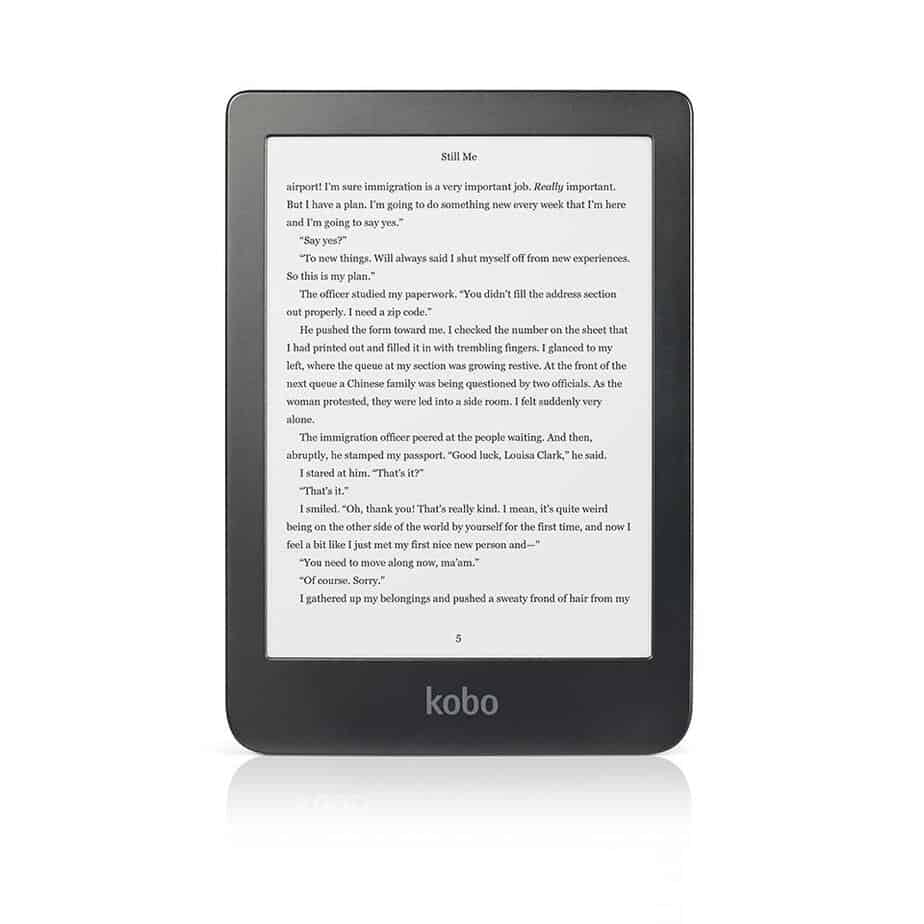 Still Me
airport! I'm sure immigration is a very important job. Really important.
But I have a plan. I'm going to do something new every week that I'm here
and I'm going to say yes.”
“Say yes?”
“To new things. Will always said I shut myself off from new experiences.
So this is my plan.”
The officer studied my paperwork. “You didn't fill the address section
out properly. I need a zip code.”
He pushed the form toward me. I checked the number on the sheet that
I had printed out and filled it in with trembling fingers. I glanced to my
left, where the queue at my section was growing restive. At the front of the
next queue a Chinese family was being questioned by two officials. As the
woman protested, they were led into a side room. I felt suddenly very
alone.
The immigration officer peered at the people waiting. And then,
abruptly, he stamped my passport. “Good luck, Louisa Clark,” he said.
I stared at him. “That's it?”
“That's it.”
I smiled. “Oh, thank you! That's really kind. I mean, it's quite weird
being on the other side of the world by yourself for the first time, and now I
feel a bit like I just met my first nice new person and—”
“You need to move along now, ma'am.”
“Of course. Sorry.”
I gathered up my belongings and pushed a sweaty frond of hair from my
5
kobo